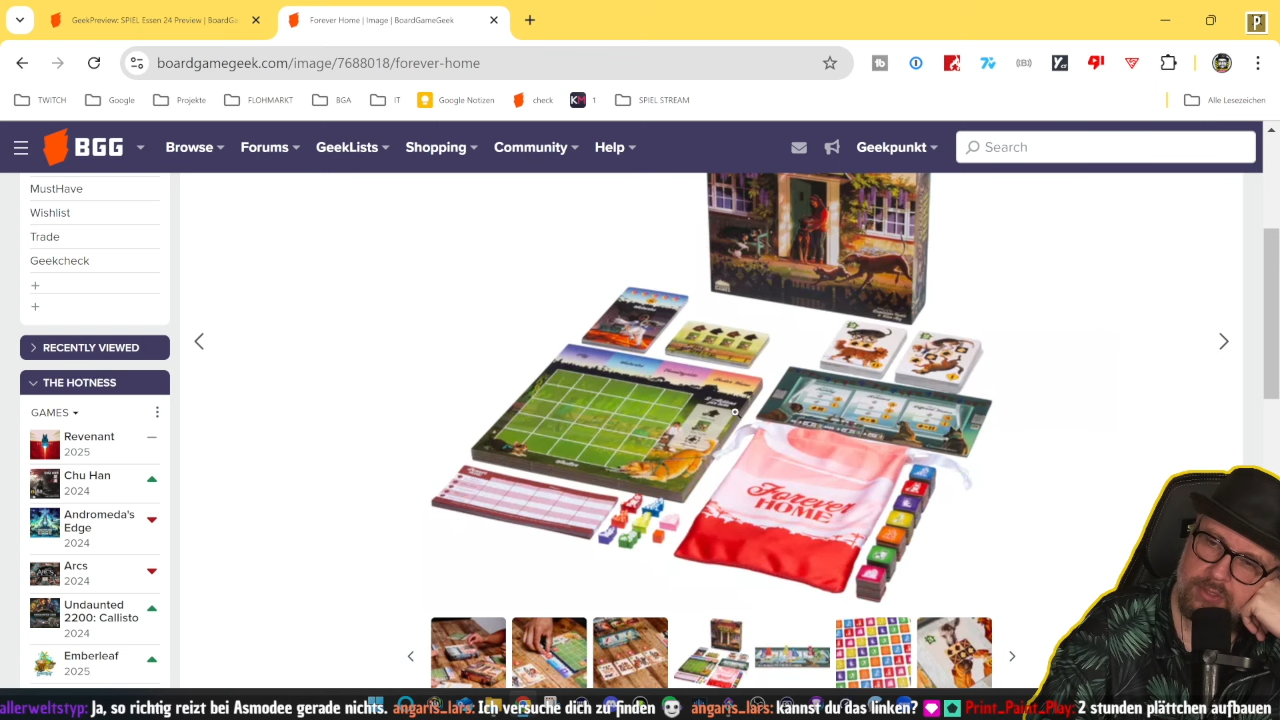 GeekPreview: SPIEL Essen 24 Preview | BoardGa
Forever Home | Image | BoardGameGeek
boardgamegeek.com/image/7688018/forever-home
TWITCH
Google
Projekte
FLOHMARKT
BGA
IT
Google Notizen
check
1
SPIEL STREAM
Alle Lesezeichen
BGG
Browse
Forums
GeekLists
Shopping
Community
Help
Geekpunkt
Search
MustHave
Wishlist
Trade
Geekcheck
RECENTLY VIEWED
THE HOTNESS
GAMES
Revenant
2025
Chu Han
2024
Andromeda's
Edge
2024
Arcs
2024
Undaunted
2200: Callisto
2024
Emberleaf
2025
Forever
HOME
allerweltstyp: Ja, so richtig reizt bei Asmodee gerade nichts. angaris_lars: Ich versuche dich zu finden angaris_lars: kannst du das linken? Print_Paint_Play: 2 stunden plättchen aufbauen